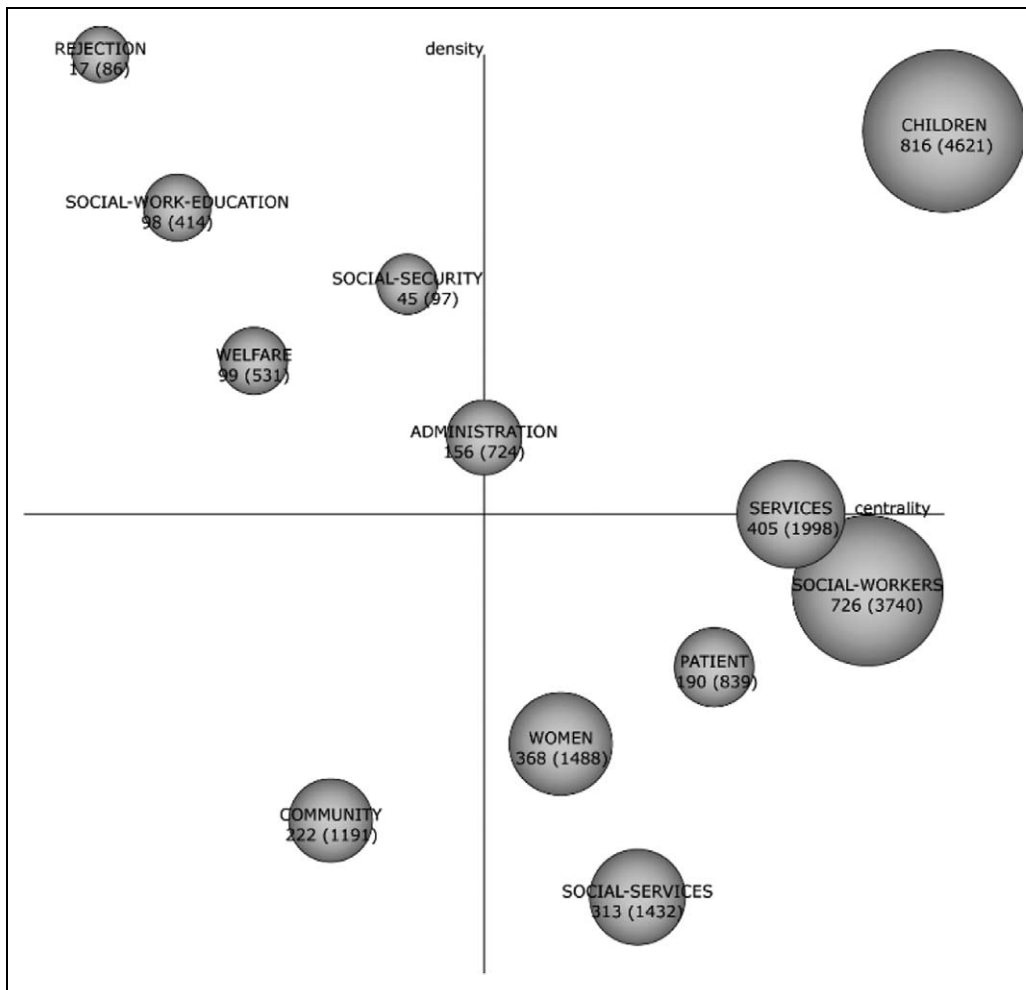 REJECTION
17 (86)
density
CHILDREN
816 (4621)
SOCIAL-WORK-EDUCATION
98 (414)
SOCIAL-SECURITY
45 (97)
WELFARE
99 (531)
ADMINISTRATION
156 (724)
SERVICES
405 (1998)
centrality
SOCIAL-WORKERS
726 (3740)
PATIENT
190 (839)
WOMEN
368 (1488)
COMMUNITY
222 (1191)
SOCIAL-SERVICES
313 (1432)